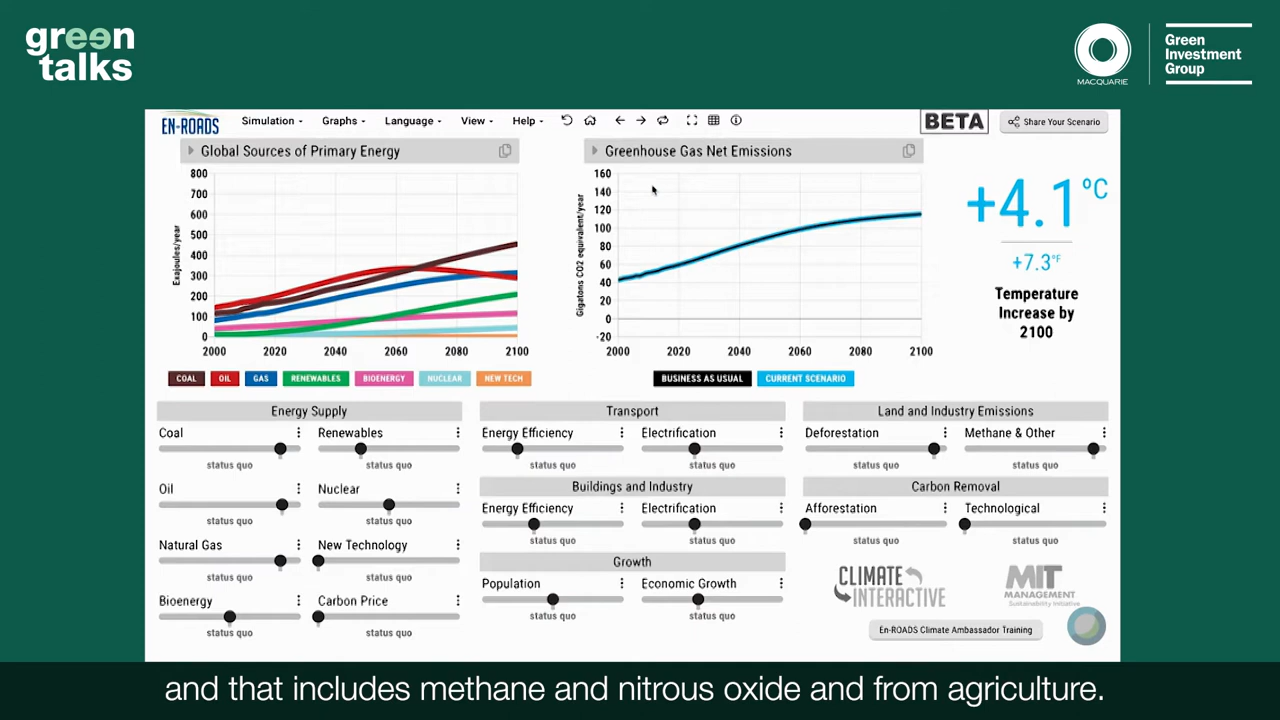 green
talks
MACQUARIE
Green
Investment
Group
EN-ROADS
Simulation
Graphs
Language
View
Help
BETA
Share Your Scenario
Global Sources of Primary Energy
800
700
600
500
400
300
200
100
0
Exajoules/year
2000 2020 2040 2060 2080 2100
COAL OIL GAS RENEWABLES BIOENERGY NUCLEAR NEW TECH
Greenhouse Gas Net Emissions
160
140
120
100
80
60
40
20
0
-20
Gigatons CO2 equivalent/year
2000 2020 2040 2060 2080 2100
BUSINESS AS USUAL CURRENT SCENARIO
+4.1 °C
+7.3 °F
Temperature
Increase by
2100
Energy Supply
Coal Renewables
status quo status quo
Oil Nuclear
status quo status quo
Natural Gas New Technology
status quo status quo
Bioenergy Carbon Price
status quo status quo
Transport
Energy Efficiency Electrification
status quo status quo
Buildings and Industry
Energy Efficiency Electrification
status quo status quo
Growth
Population Economic Growth
status quo status quo
Land and Industry Emissions
Deforestation Methane & Other
status quo status quo
Carbon Removal
Afforestation Technological
status quo status quo
CLIMATE
INTERACTIVE
MIT
MANAGEMENT
Sustainability Initiative
En-ROADS Climate Ambassador Training
and that includes methane and nitrous oxide and from agriculture.